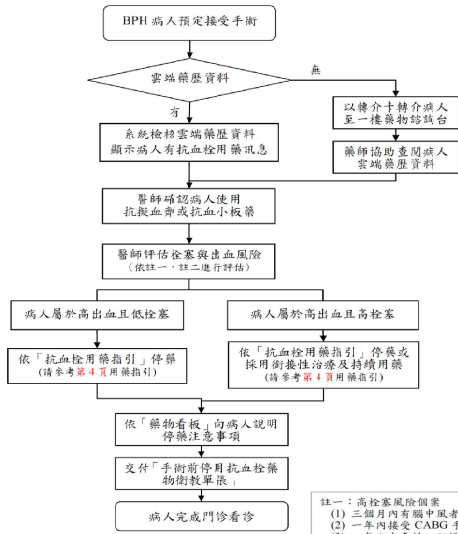 BPH 病人預定接受手術
雲端藥歷資料
無
有
以轉介卡轉介病人
至一樓藥物諮詢台
系統檢核雲端藥歷資料
顯示病人有抗血栓用藥訊息
藥師協助查閱病人
雲端藥歷資料
醫師確認病人使用
抗凝血劑或抗血小板藥
醫師評估栓塞與出血風險
(依註一、註二進行評估)
病人屬於高出血且低栓塞
病人屬於高出血且高栓塞
依「抗血栓用藥指引」停藥
(請參考第 4 頁用藥指引)
依「抗血栓用藥指引」停藥或
採用銜接性治療及持續用藥
(請參考第 4 頁用藥指引)
依「藥物看板」向病人說明
停藥注意事項
交付「手術前停用抗血栓藥
物衛教單張」
病人完成門診看診
註一：高栓塞風險個案
(1) 三個月內有腦中風者
(2) 一年內接受 CABG 手